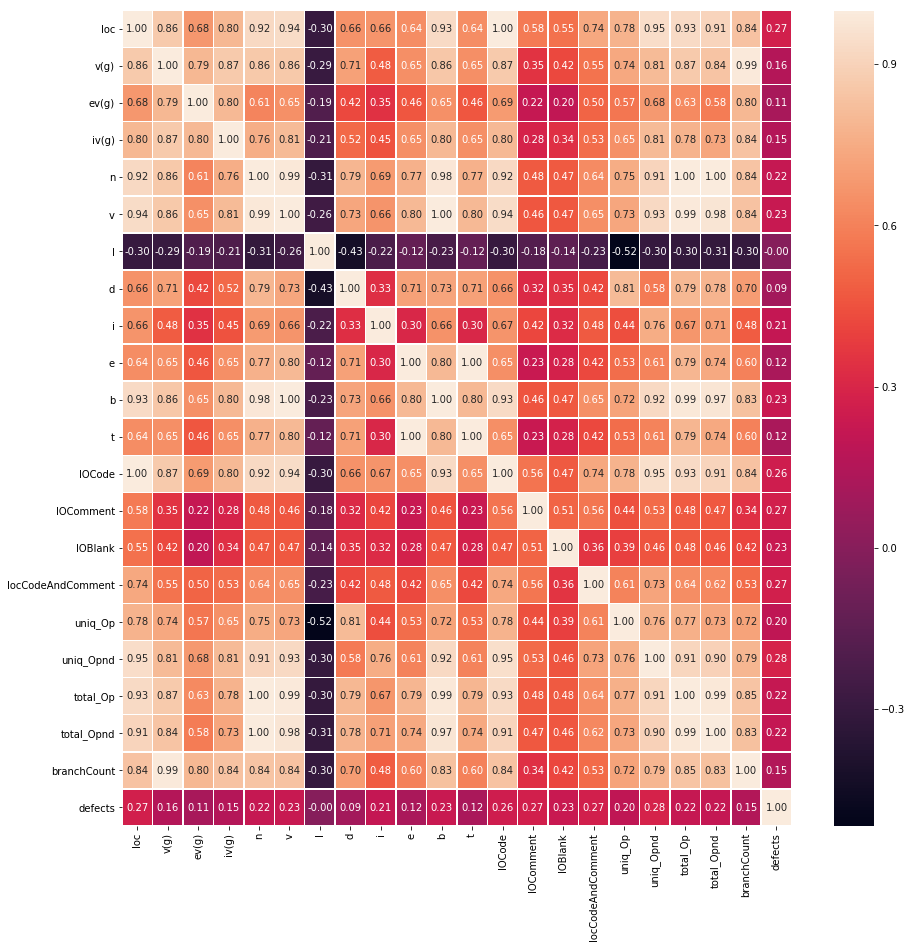 loc 1.00 0.86 0.68 0.80 0.92 0.94 -0.30 0.66 0.66 0.64 0.93 0.64 1.00 0.58 0.55 0.74 0.78 0.95 0.93 0.91 0.84 0.27
v(g) 0.86 1.00 0.79 0.87 0.86 0.86 -0.29 0.71 0.48 0.65 0.86 0.65 0.87 0.35 0.42 0.55 0.74 0.81 0.87 0.84 0.99 0.16
ev(g) 0.68 0.79 1.00 0.80 0.61 0.65 -0.19 0.42 0.35 0.46 0.65 0.46 0.69 0.22 0.20 0.50 0.57 0.68 0.63 0.58 0.80 0.11
iv(g) 0.80 0.87 0.80 1.00 0.76 0.81 -0.21 0.52 0.45 0.65 0.80 0.65 0.80 0.28 0.34 0.53 0.65 0.81 0.78 0.73 0.84 0.15
n 0.92 0.86 0.61 0.76 1.00 0.99 -0.31 0.79 0.69 0.77 0.98 0.77 0.92 0.48 0.47 0.64 0.75 0.91 1.00 1.00 0.84 0.22
v 0.94 0.86 0.65 0.81 0.99 1.00 -0.26 0.73 0.66 0.80 1.00 0.80 0.94 0.46 0.47 0.65 0.73 0.93 0.99 0.98 0.84 0.23
l -0.30 -0.29 -0.19 -0.21 -0.31 -0.26 1.00 -0.43 -0.22 -0.12 -0.23 -0.12 -0.30 -0.18 -0.14 -0.23 -0.52 -0.30 -0.30 -0.31 -0.30 -0.00
d 0.66 0.71 0.42 0.52 0.79 0.73 -0.43 1.00 0.33 0.71 0.73 0.71 0.66 0.32 0.35 0.42 0.81 0.58 0.79 0.78 0.70 0.09
i 0.66 0.48 0.35 0.45 0.69 0.66 -0.22 0.33 1.00 0.30 0.66 0.30 0.67 0.42 0.32 0.48 0.44 0.76 0.67 0.71 0.48 0.21
e 0.64 0.65 0.46 0.65 0.77 0.80 -0.12 0.71 0.30 1.00 0.80 1.00 0.65 0.23 0.28 0.42 0.53 0.61 0.79 0.74 0.60 0.12
b 0.93 0.86 0.65 0.80 0.98 1.00 -0.23 0.73 0.66 0.80 1.00 0.80 0.93 0.46 0.47 0.65 0.72 0.92 0.99 0.97 0.83 0.23
t 0.64 0.65 0.46 0.65 0.77 0.80 -0.12 0.71 0.30 1.00 0.80 1.00 0.65 0.23 0.28 0.42 0.53 0.61 0.79 0.74 0.60 0.12
lOCode 1.00 0.87 0.69 0.80 0.92 0.94 -0.30 0.66 0.67 0.65 0.93 0.65 1.00 0.56 0.47 0.74 0.78 0.95 0.93 0.91 0.84 0.26
lOComment 0.58 0.35 0.22 0.28 0.48 0.46 -0.18 0.32 0.42 0.23 0.46 0.23 0.56 1.00 0.51 0.56 0.44 0.53 0.48 0.47 0.34 0.27
lOBlank 0.55 0.42 0.20 0.34 0.47 0.47 -0.14 0.35 0.32 0.28 0.47 0.28 0.47 0.51 1.00 0.36 0.39 0.46 0.48 0.46 0.42 0.23
locCodeAndComment 0.74 0.55 0.50 0.53 0.64 0.65 -0.23 0.42 0.48 0.42 0.65 0.42 0.74 0.56 0.36 1.00 0.61 0.73 0.64 0.62 0.53 0.27
uniq_Op 0.78 0.74 0.57 0.65 0.75 0.73 -0.52 0.81 0.44 0.53 0.72 0.53 0.78 0.44 0.39 0.61 1.00 0.76 0.77 0.73 0.72 0.20
uniq_Opnd 0.95 0.81 0.68 0.81 0.91 0.93 -0.30 0.58 0.76 0.61 0.92 0.61 0.95 0.53 0.46 0.73 0.76 1.00 0.91 0.90 0.79 0.28
total_Op 0.93 0.87 0.63 0.78 1.00 0.99 -0.30 0.79 0.67 0.79 0.99 0.79 0.93 0.48 0.48 0.64 0.77 0.91 1.00 0.99 0.85 0.22
total_Opnd 0.91 0.84 0.58 0.73 1.00 0.98 -0.31 0.78 0.71 0.74 0.97 0.74 0.91 0.47 0.46 0.62 0.73 0.90 0.99 1.00 0.83 0.22
branchCount 0.84 0.99 0.80 0.84 0.84 0.84 -0.30 0.70 0.48 0.60 0.83 0.60 0.84 0.34 0.42 0.53 0.72 0.79 0.85 0.83 1.00 0.15
defects 0.27 0.16 0.11 0.15 0.22 0.23 -0.00 0.09 0.21 0.12 0.23 0.12 0.26 0.27 0.23 0.27 0.20 0.28 0.22 0.22 0.15 1.00
loc v(g) ev(g) iv(g) n v l d i e b t lOCode lOComment lOBlank locCodeAndComment uniq_Op uniq_Opnd total_Op total_Opnd branchCount defects
0.9
0.6
0.3
0.0
−0.3